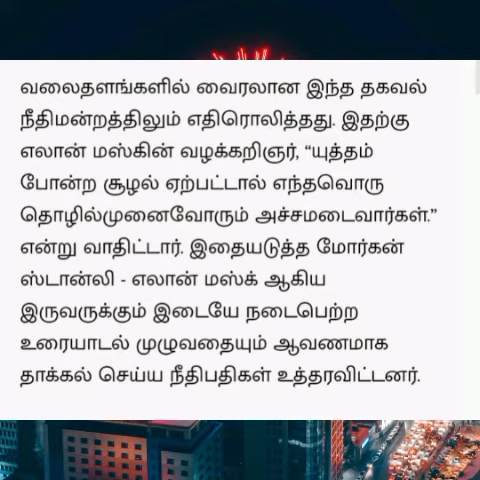 வலைதளங்களில் வைரலான இந்த தகவல்
நீதிமன்றத்திலும் எதிரொலித்தது. இதற்கு
எலான் மஸ்கின் வழக்கறிஞர், “யுத்தம்
போன்ற சூழல் ஏற்பட்டால் எந்தவொரு
தொழில்முனைவோரும் அச்சமடைவார்கள்.”
என்று வாதிட்டார். இதையடுத்த மோர்கன்
ஸ்டான்லி - எலான் மஸ்க் ஆகிய
இருவருக்கும் இடையே நடைபெற்ற
உரையாடல் முழுவதையும் ஆவணமாக
தாக்கல் செய்ய நீதிபதிகள் உத்தரவிட்டனர்.